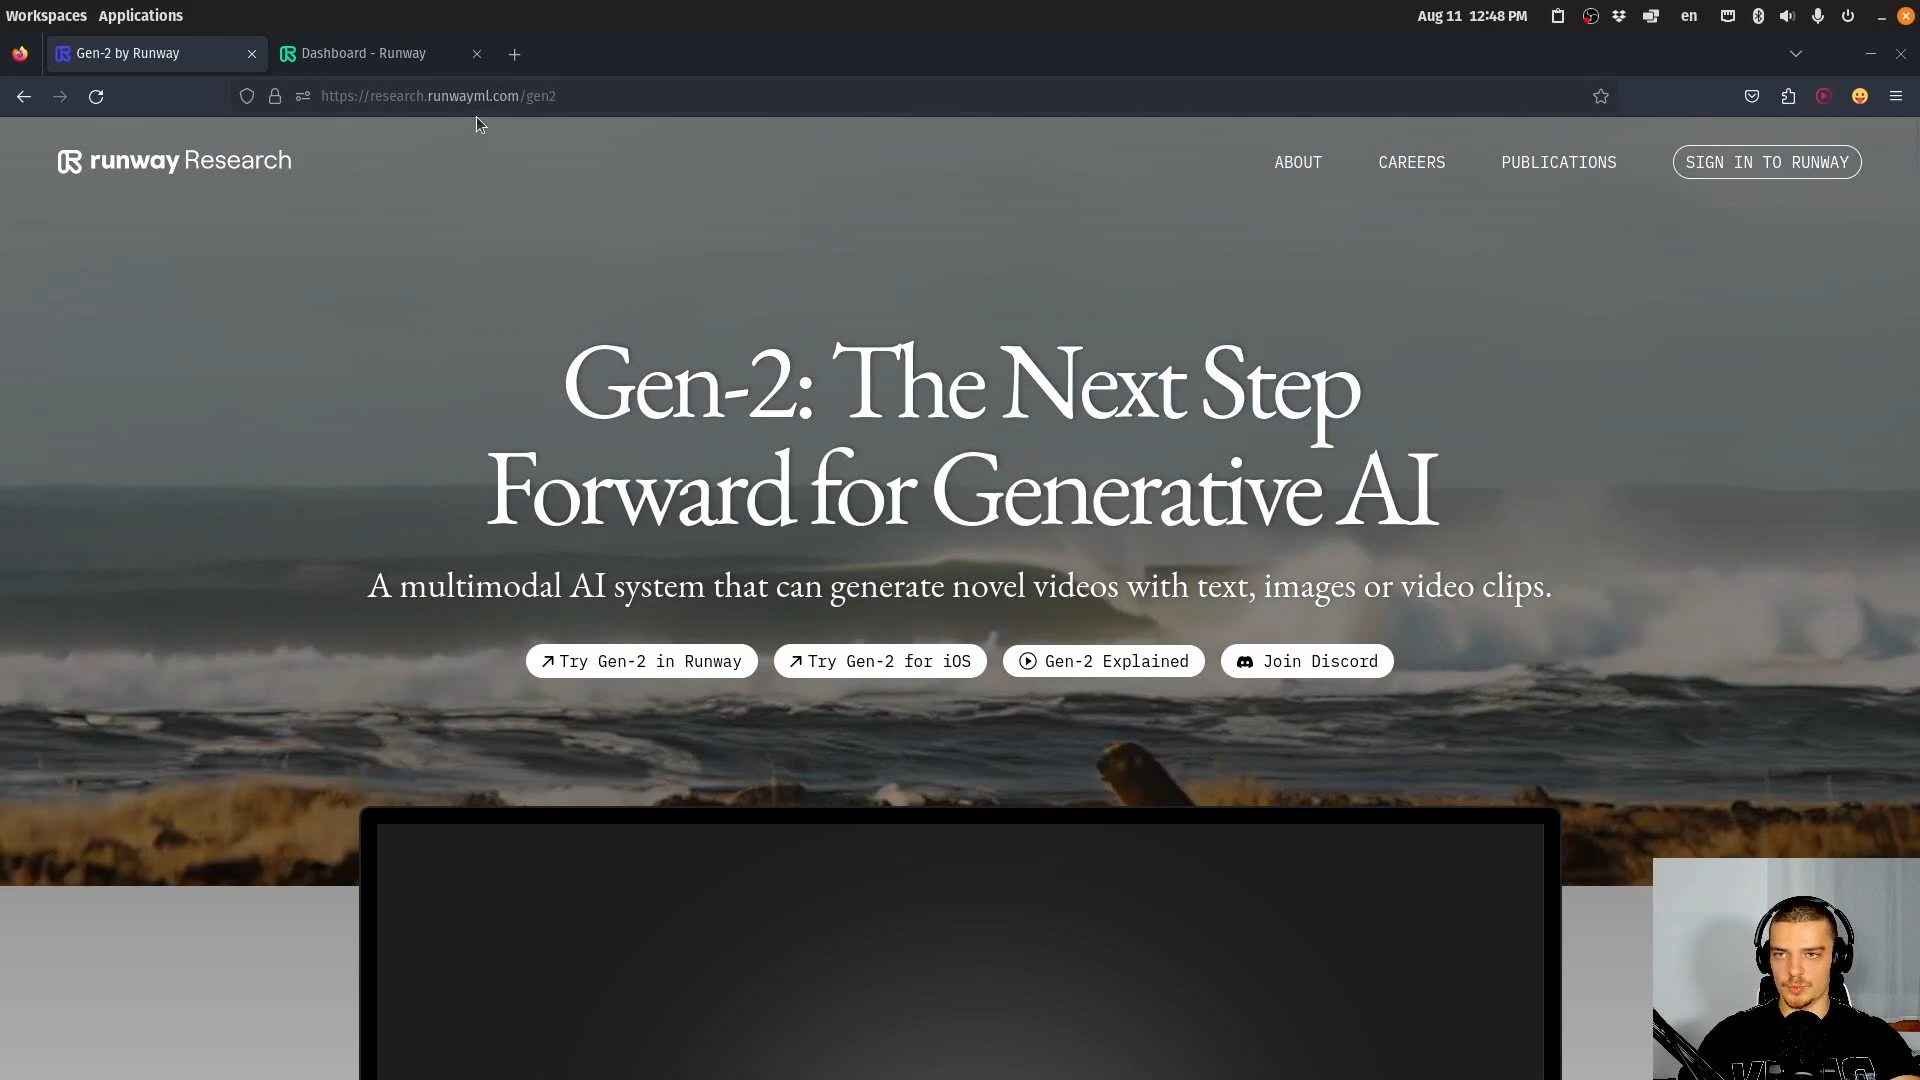 Workspaces Applications
Aug 11 12:48 PM
en
Gen-2 by Runway
Dashboard - Runway
https://research.runwayml.com/gen2
runway Research
ABOUT
CAREERS
PUBLICATIONS
SIGN IN TO RUNWAY
Gen-2: The Next Step
Forward for Generative AI
A multimodal AI system that can generate novel videos with text, images or video clips.
Try Gen-2 in Runway
Try Gen-2 for iOS
Gen-2 Explained
Join Discord